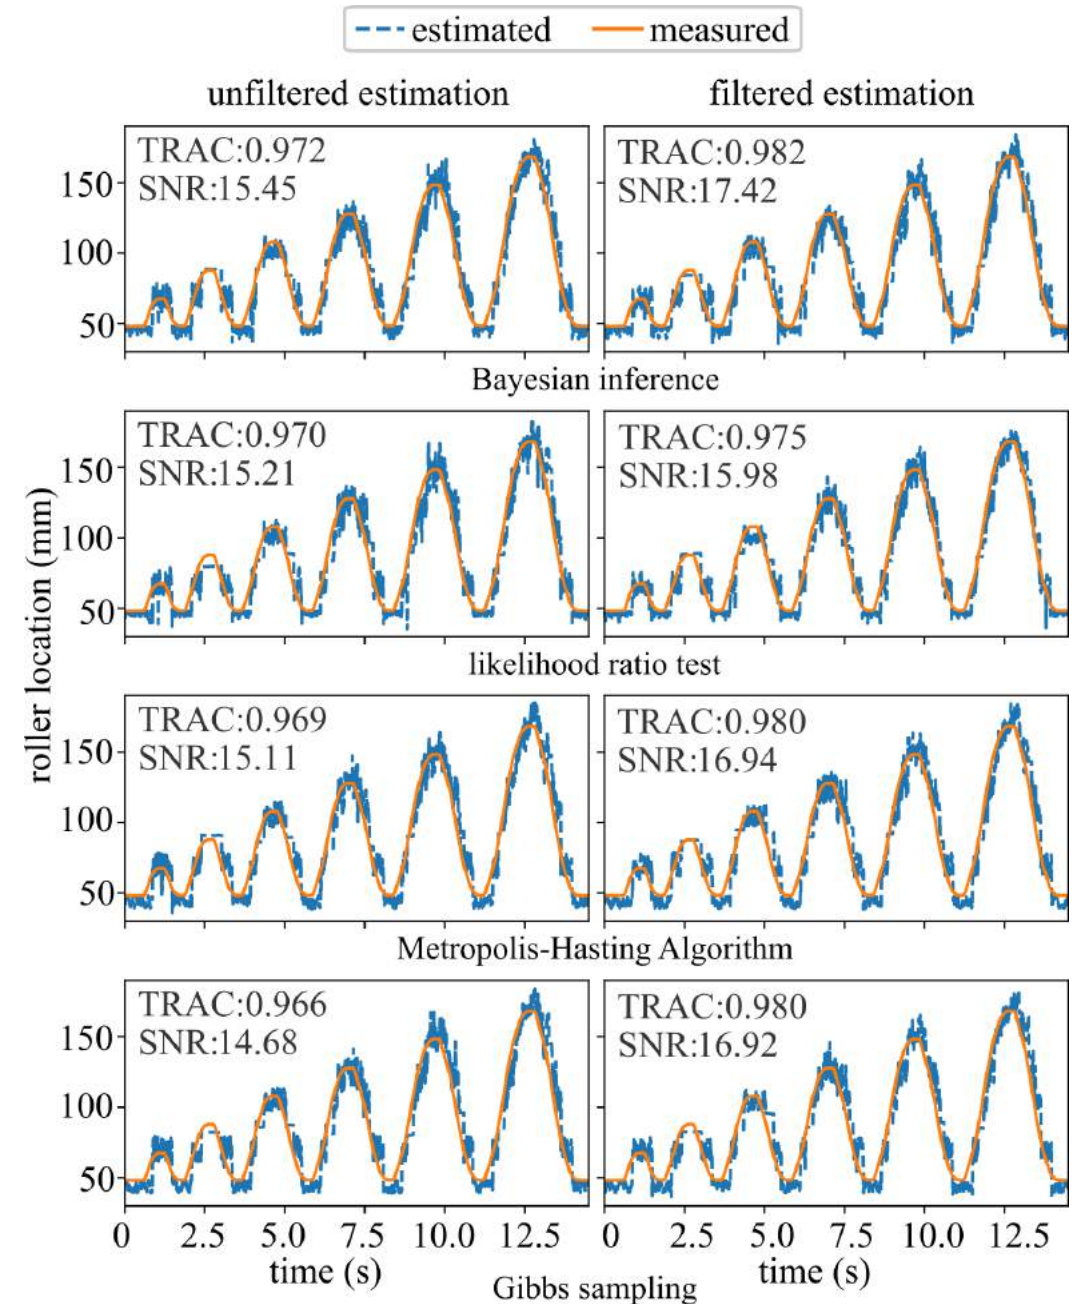 estimated measured
unfiltered estimation filtered estimation
TRAC:0.972
SNR:15.45
TRAC:0.982
SNR:17.42
150
100
50
Bayesian inference
TRAC:0.970
SNR:15.21
TRAC:0.975
SNR:15.98
150
100
50
likelihood ratio test
roller location (mm)
TRAC:0.969
SNR:15.11
TRAC:0.980
SNR:16.94
150
100
50
Metropolis-Hasting Algorithm
TRAC:0.966
SNR:14.68
TRAC:0.980
SNR:16.92
150
100
50
0 2.5 5.0 7.5 10.0 12.5 0 2.5 5.0 7.5 10.0 12.5
time (s) time (s)
Gibbs sampling